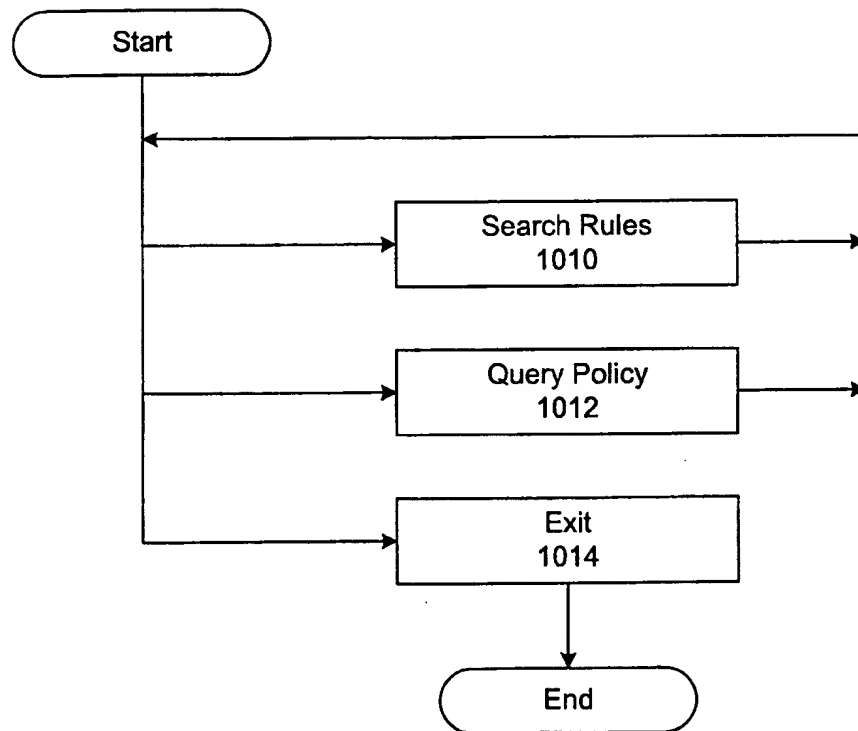 Start
Search Rules
1010
Query Policy
1012
Exit
1014
End